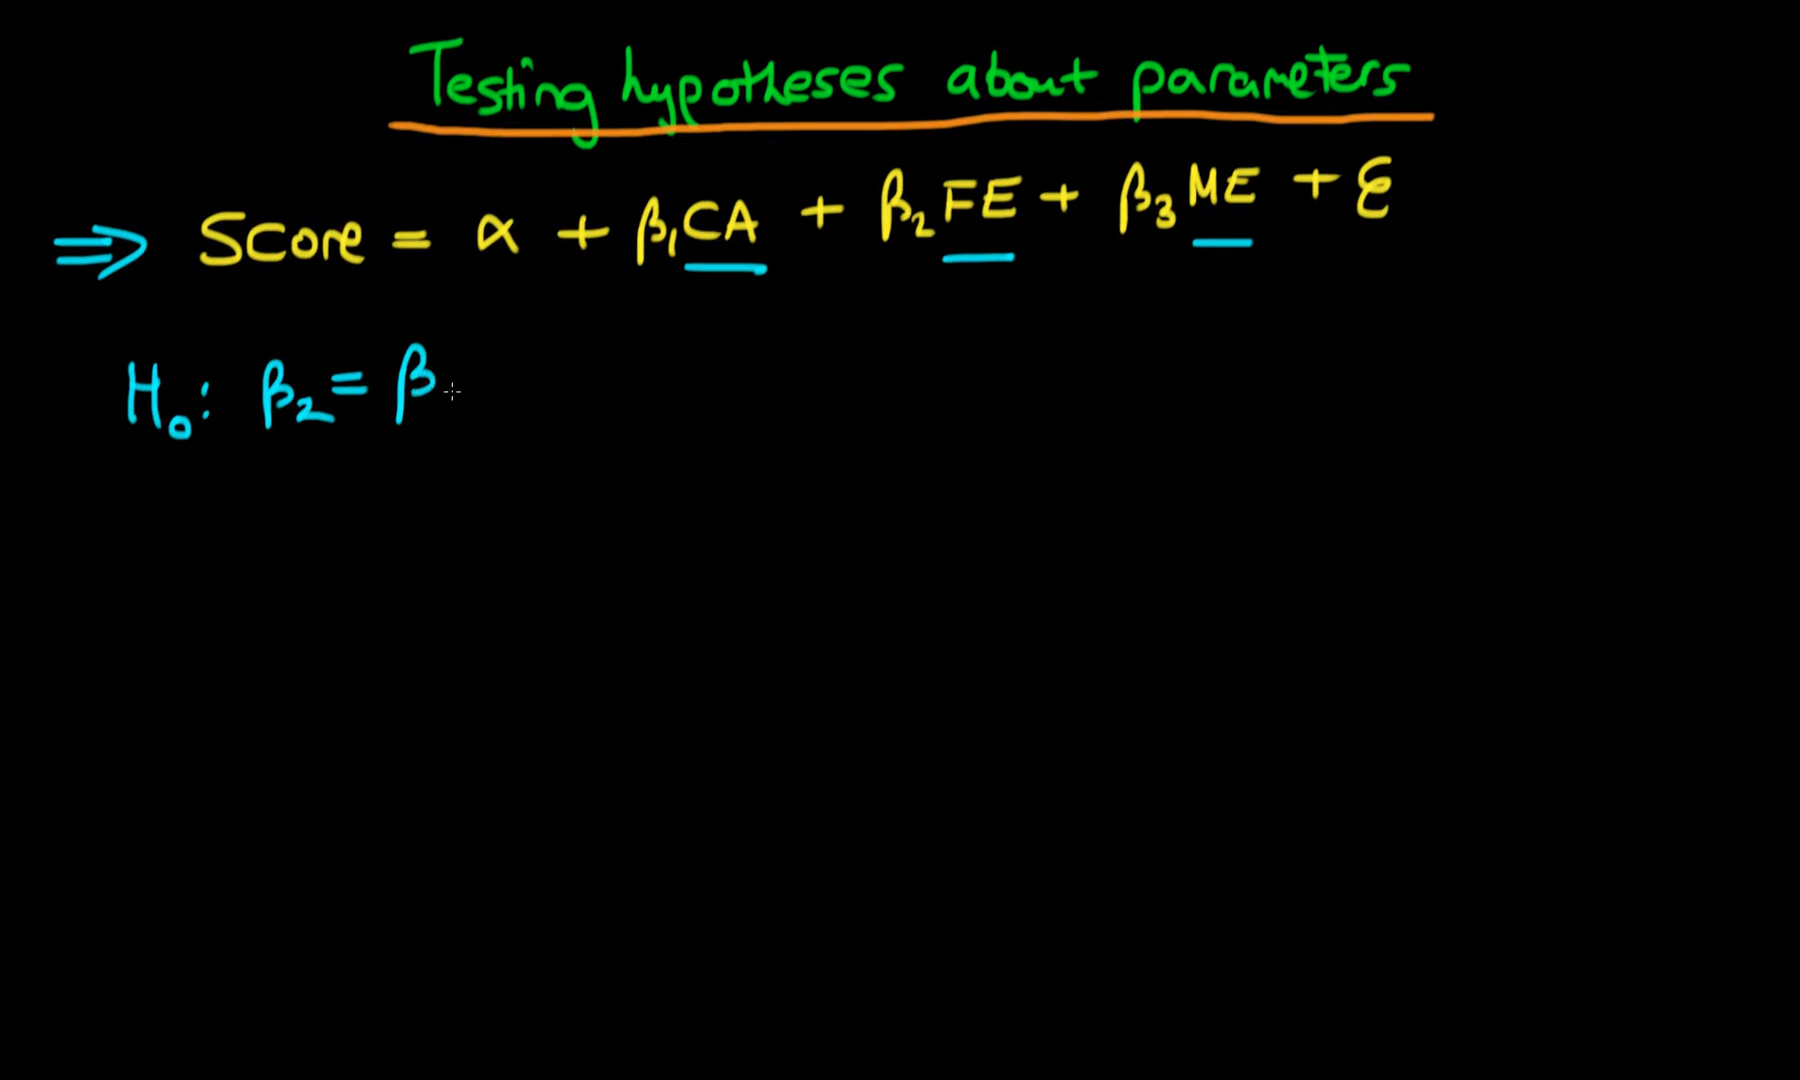 Testing hypotheses about parameters
⇒ Score = α + β₁CA + β₂FE + β₃ME + ε
H₀: β₂ = β